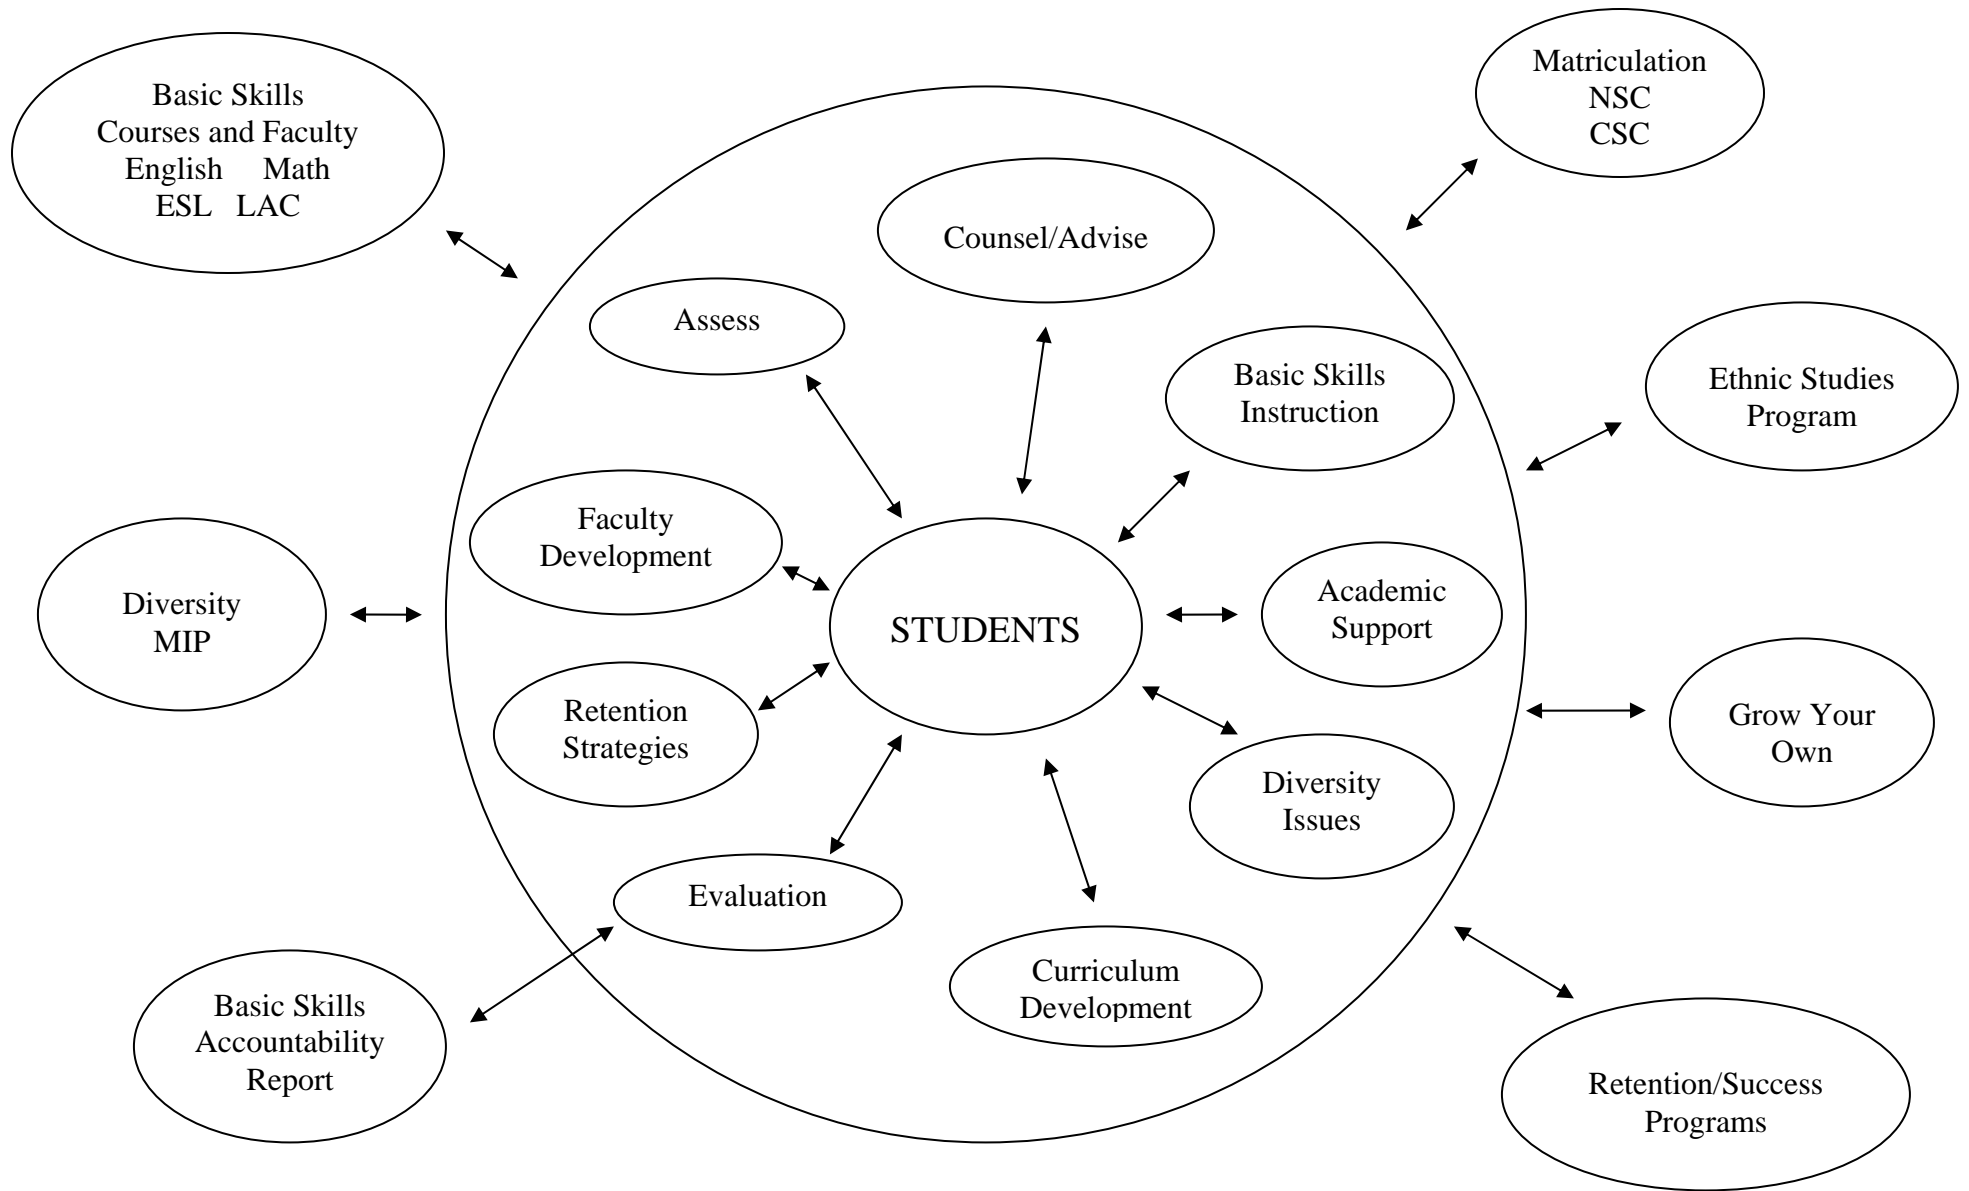 Basic Skills
Courses and Faculty
English Math
ESL LAC
Matriculation
NSC
CSC
Counsel/Advise
Assess
Basic Skills
Instruction
Ethnic Studies
Program
Faculty
Development
Diversity
MIP
STUDENTS
Academic
Support
Retention
Strategies
Grow Your
Own
Diversity
Issues
Evaluation
Curriculum
Development
Basic Skills
Accountability
Report
Retention/Success
Programs